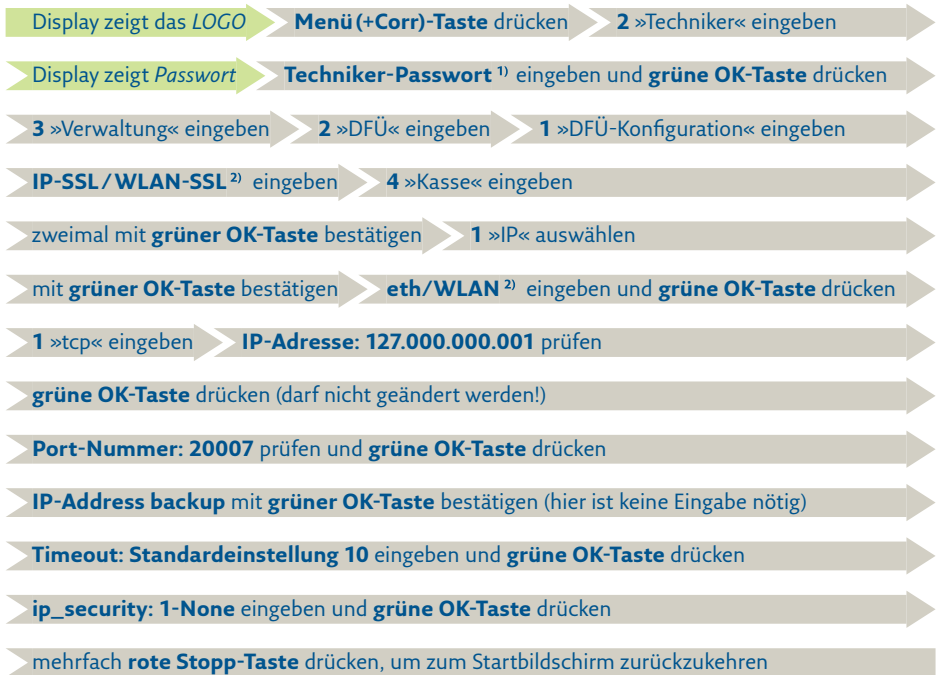 Display zeigt das LOGO Menü (+Corr)-Taste drücken 2 »Techniker« eingeben
Display zeigt Passwort Techniker-Passwort 1) eingeben und grüne OK-Taste drücken
3 »Verwaltung« eingeben 2 »DFÜ« eingeben 1 »DFÜ-Konfiguration« eingeben
IP-SSL / WLAN-SSL 2) eingeben 4 »Kasse« eingeben
zweimal mit grüner OK-Taste bestätigen 1 »IP« auswählen
mit grüner OK-Taste bestätigen eth/WLAN 2) eingeben und grüne OK-Taste drücken
1 »tcp« eingeben IP-Adresse: 127.000.000.001 prüfen
grüne OK-Taste drücken (darf nicht geändert werden!)
Port-Nummer: 20007 prüfen und grüne OK-Taste drücken
IP-Address backup mit grüner OK-Taste bestätigen (hier ist keine Eingabe nötig)
Timeout: Standardeinstellung 10 eingeben und grüne OK-Taste drücken
ip_security: 1-None eingeben und grüne OK-Taste drücken
mehrfach rote Stopp-Taste drücken, um zum Startbildschirm zurückzukehren